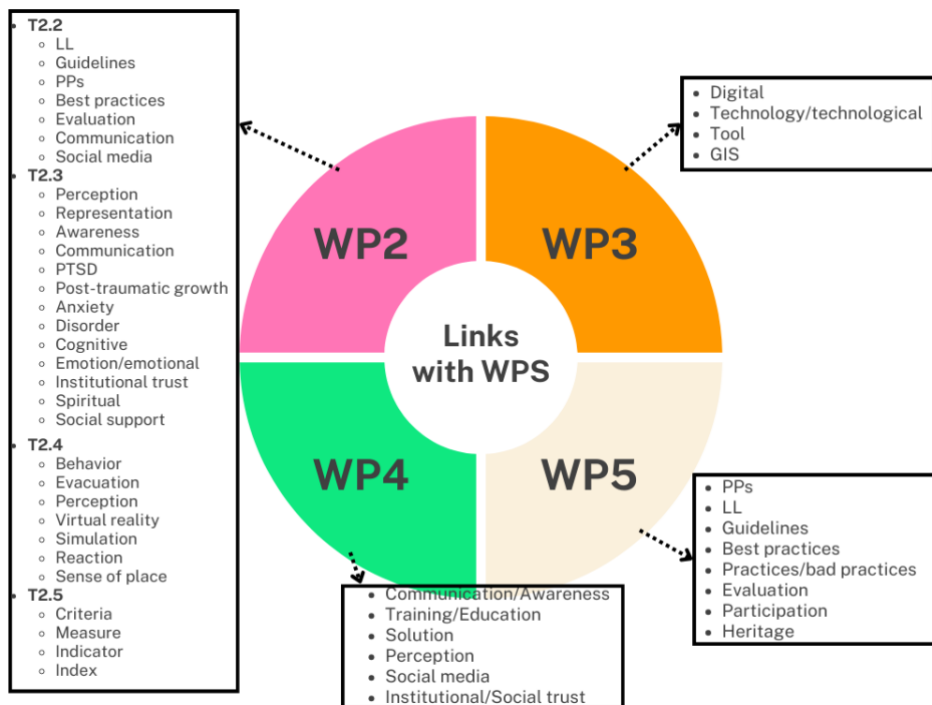 T2.2
LL
Guidelines
PPs
Best practices
Evaluation
Communication
Social media
T2.3
Perception
Representation
Awareness
Communication
PTSD
Post-traumatic growth
Anxiety
Disorder
Cognitive
Emotion/emotional
Institutional trust
Spiritual
Social support
T2.4
Behavior
Evacuation
Perception
Virtual reality
Simulation
Reaction
Sense of place
T2.5
Criteria
Measure
Indicator
Index
WP2
WP3
Links
with WPS
WP4
WP5
Digital
Technology/technological
Tool
GIS
PPs
LL
Guidelines
Best practices
Practices/bad practices
Evaluation
Participation
Heritage
Communication/Awareness
Training/Education
Solution
Perception
Social media
Institutional/Social trust